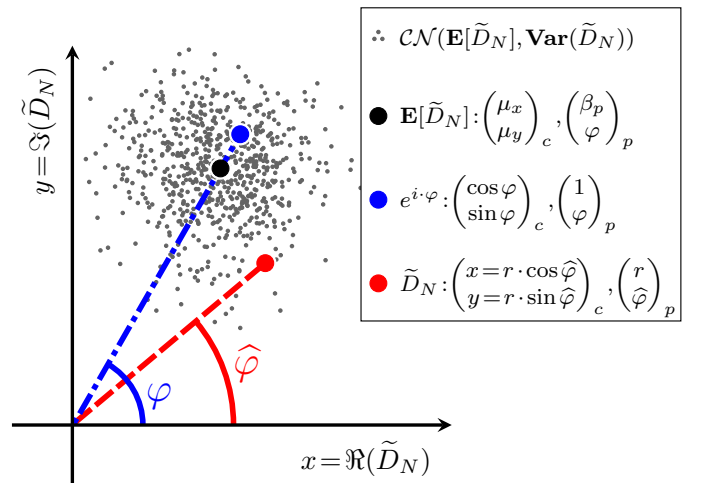 y = ℑ(D̃_N)
𝒞𝒩(𝐄[D̃_N], 𝐕𝐚𝐫(D̃_N))
𝐄[D̃_N] : (μ_x μ_y)_c , (β_p φ)_p
e^{i·φ} : (cos φ sin φ)_c , (1 φ)_p
D̃_N : (x = r · cos φ̂ y = r · sin φ̂)_c , (r φ̂)_p
φ
φ̂
x = ℜ(D̃_N)